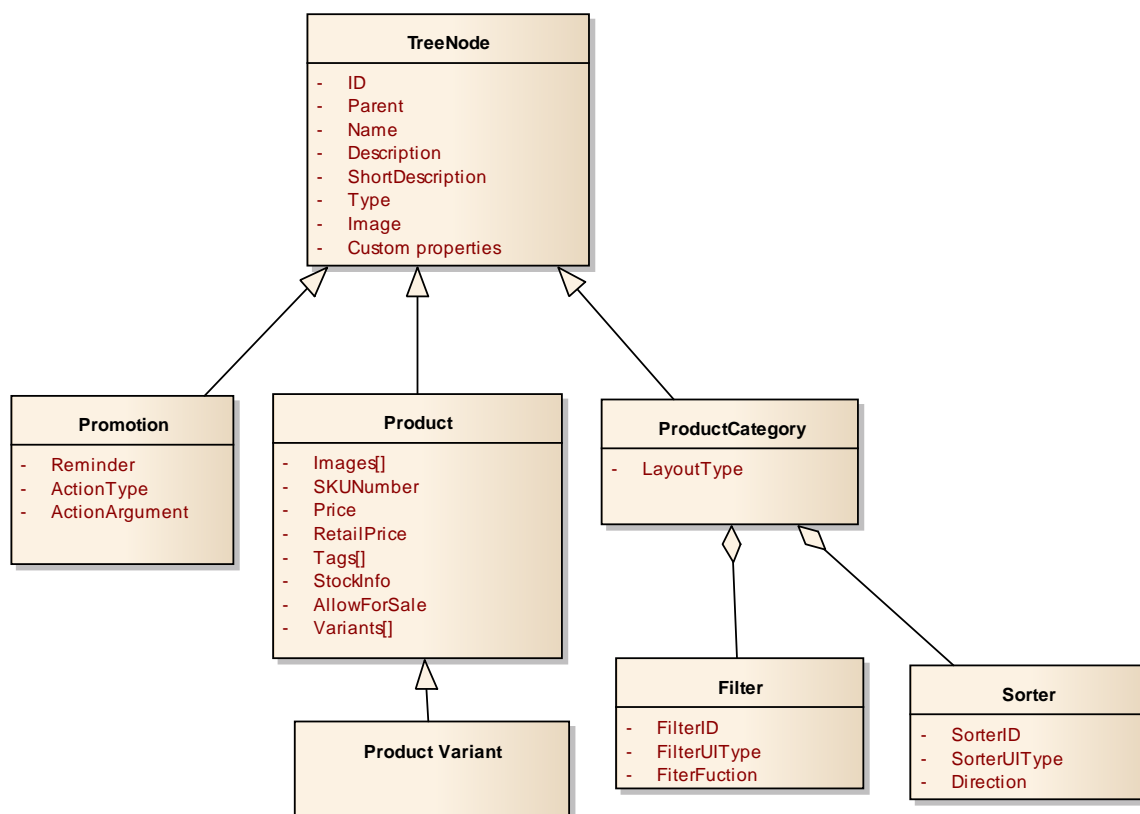 TreeNode
- ID
- Parent
- Name
- Description
- ShortDescription
- Type
- Image
- Custom properties
Promotion
- Reminder
- ActionType
- ActionArgument
Product
- Images[]
- SKUNumber
- Price
- RetailPrice
- Tags[]
- StockInfo
- AllowForSale
- Variants[]
ProductCategory
- LayoutType
Product Variant
Filter
- FilterID
- FilterUIType
- FiterFuction
Sorter
- SorterID
- SorterUIType
- Direction